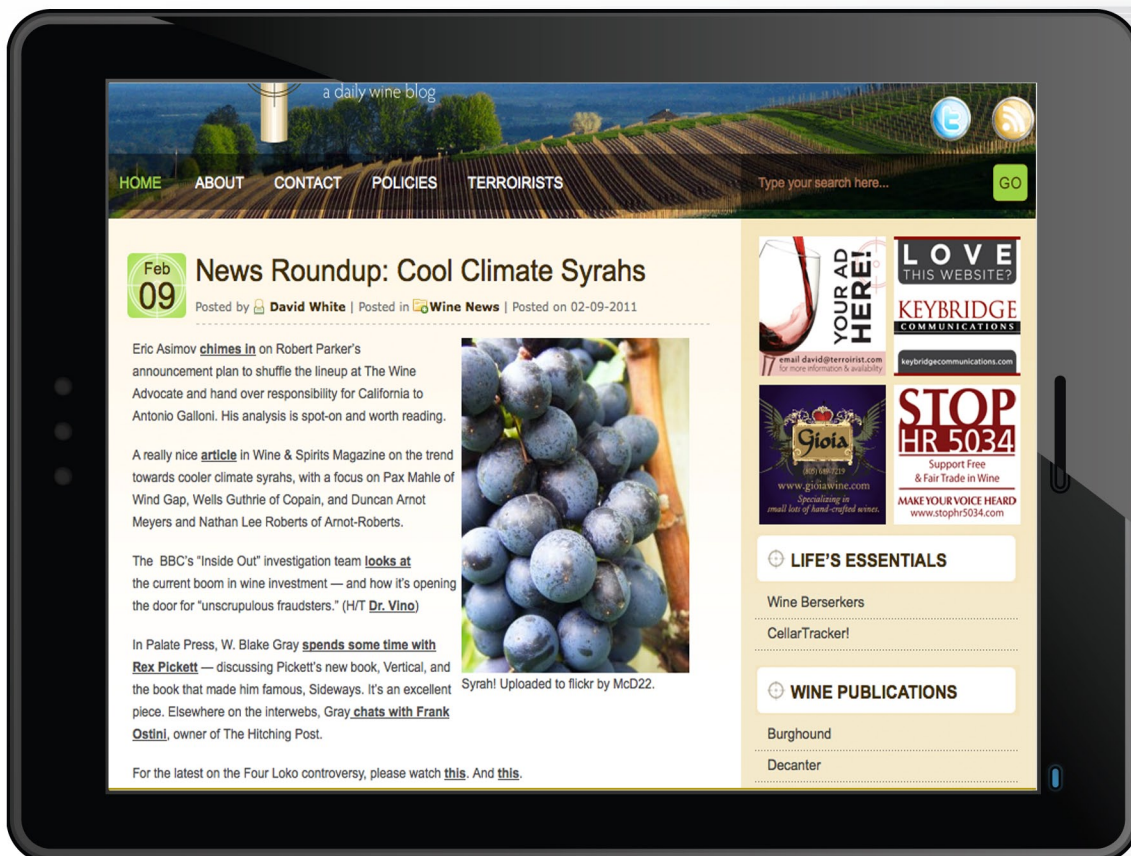 a daily wine blog
HOME ABOUT CONTACT POLICIES TERROIRISTS
Type your search here...
GO
Feb
09
News Roundup: Cool Climate Syrahs
Posted by David White | Posted in Wine News | Posted on 02-09-2011
Eric Asimov chimes in on Robert Parker's
announcement plan to shuffle the lineup at The Wine
Advocate and hand over responsibility for California to
Antonio Galloni. His analysis is spot-on and worth reading.
A really nice article in Wine & Spirits Magazine on the trend
towards cooler climate syrahs, with a focus on Pax Mahle of
Wind Gap, Wells Guthrie of Copain, and Duncan Arnot
Meyers and Nathan Lee Roberts of Arnot-Roberts.
The BBC's “Inside Out” investigation team looks at
the current boom in wine investment — and how it's opening
the door for “unscrupulous fraudsters.” (H/T Dr. Vino)
In Palate Press, W. Blake Gray spends some time with
Rex Pickett — discussing Pickett's new book, Vertical, and
the book that made him famous, Sideways. It's an excellent
piece. Elsewhere on the interwebs, Gray chats with Frank
Ostini, owner of The Hitching Post.
For the latest on the Four Loko controversy, please watch this. And this.
Syrah! Uploaded to flickr by McD22.
YOUR AD
HERE!
email david@terroirist.com
for more information & availability
LOVE
THIS WEBSITE?
KEYBRIDGE
COMMUNICATIONS
keybridgecommunications.com
Gioia
(805) 689-7219
www.gioiawine.com
Specializing in
small lots of hand-crafted wines.
STOP
HR 5034
Support Free
& Fair Trade in Wine
MAKE YOUR VOICE HEARD
www.stophr5034.com
LIFE'S ESSENTIALS
Wine Berserkers
CellarTracker!
WINE PUBLICATIONS
Burghound
Decanter